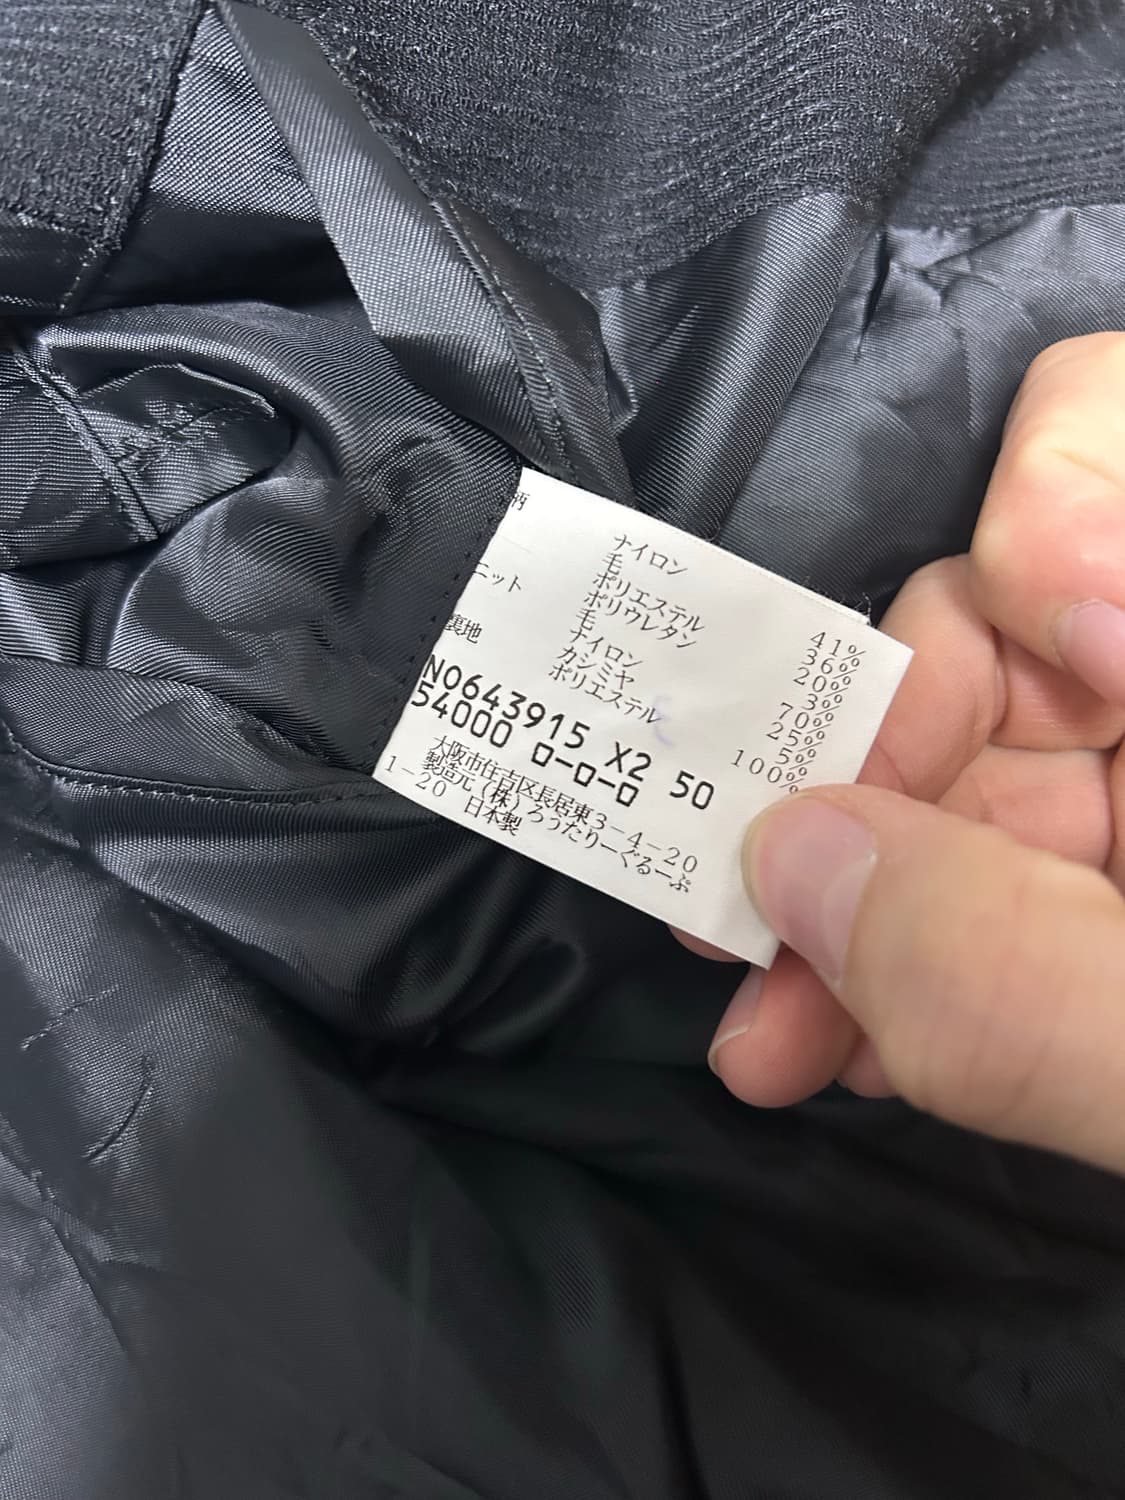 柄
ナイロン 41%
毛 36%
ポリエステル 20%
ポリウレタン 3%
ニット
毛 70%
ナイロン 25%
カシミヤ 5%
裏地 ポリエステル 100%
NO643915 X2 50
54000 ロ-ロ-ロ
大阪市住吉区長居東3-4-20
製造元(株)ろうたりーぐるーぷ
1-20 日本製